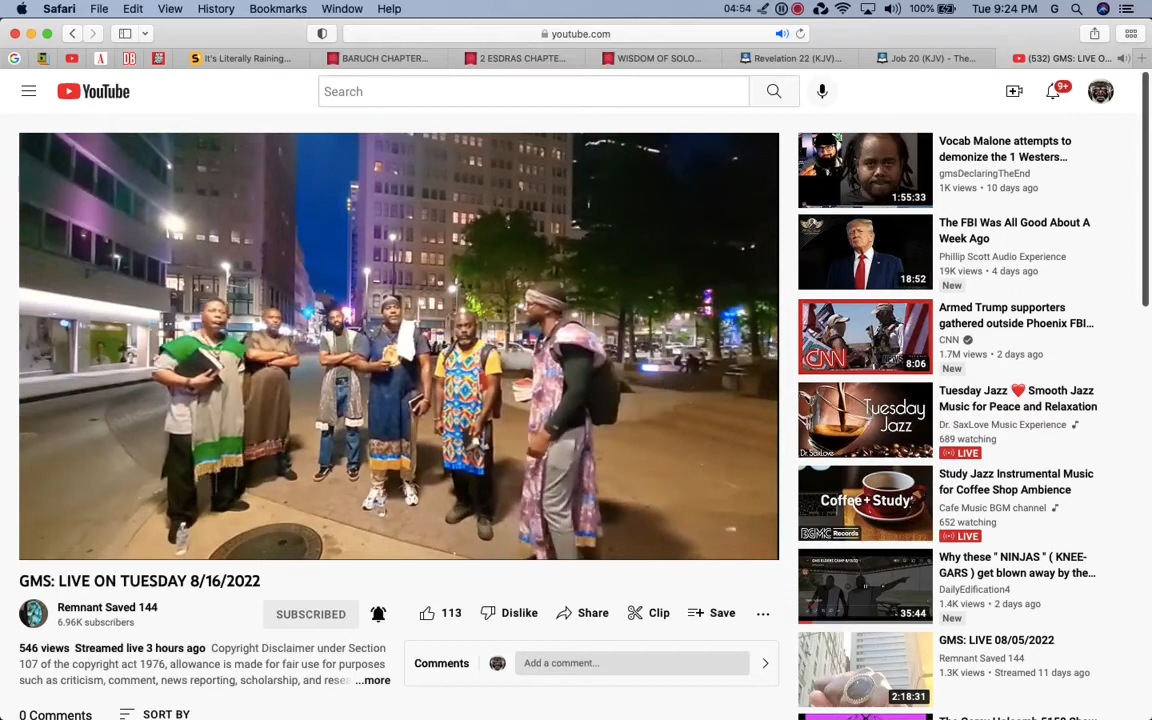 Safari File Edit View History Bookmarks Window Help 04:54 100% Tue 9:24 PM G
youtube.com
It's Literally Raining... BARUCH CHAPTER... 2 ESDRAS CHAPTE... WISDOM OF SOLO... Revelation 22 (KJV) -... Job 20 (KJV) - The... (532) GMS: LIVE O...
YouTube
Search
9+
Vocab Malone attempts to
demonize the 1 Westers...
gmsDeclaringTheEnd
1K views • 10 days ago
1:55:33
The FBI Was All Good About A
Week Ago
Phillip Scott Audio Experience
19K views • 4 days ago
New
18:52
Armed Trump supporters
gathered outside Phoenix FBI...
CNN
1.7M views • 2 days ago
New
CNN
8:06
Tuesday Jazz ❤️ Smooth Jazz
Music for Peace and Relaxation
Dr. SaxLove Music Experience
689 watching
LIVE
Tuesday
Jazz
Dr. SaxLove
Study Jazz Instrumental Music
for Coffee Shop Ambience
Cafe Music BGM channel
652 watching
LIVE
Coffee+Study
BGMC Records
Why these " NINJAS " ( KNEE-
GARS ) get blown away by the...
DailyEdification4
1.4K views • 2 days ago
New
35:44
GMS: LIVE 08/05/2022
Remnant Saved 144
1.3K views • Streamed 11 days ago
2:18:31
GMS: LIVE ON TUESDAY 8/16/2022
Remnant Saved 144
6.96K subscribers
SUBSCRIBED
113 Dislike Share Clip Save ...
546 views Streamed live 3 hours ago Copyright Disclaimer under Section
107 of the copyright act 1976, allowance is made for fair use for purposes
such as criticism, comment, news reporting, scholarship, and resea ...more
Comments Add a comment...
0 Comments SORT BY